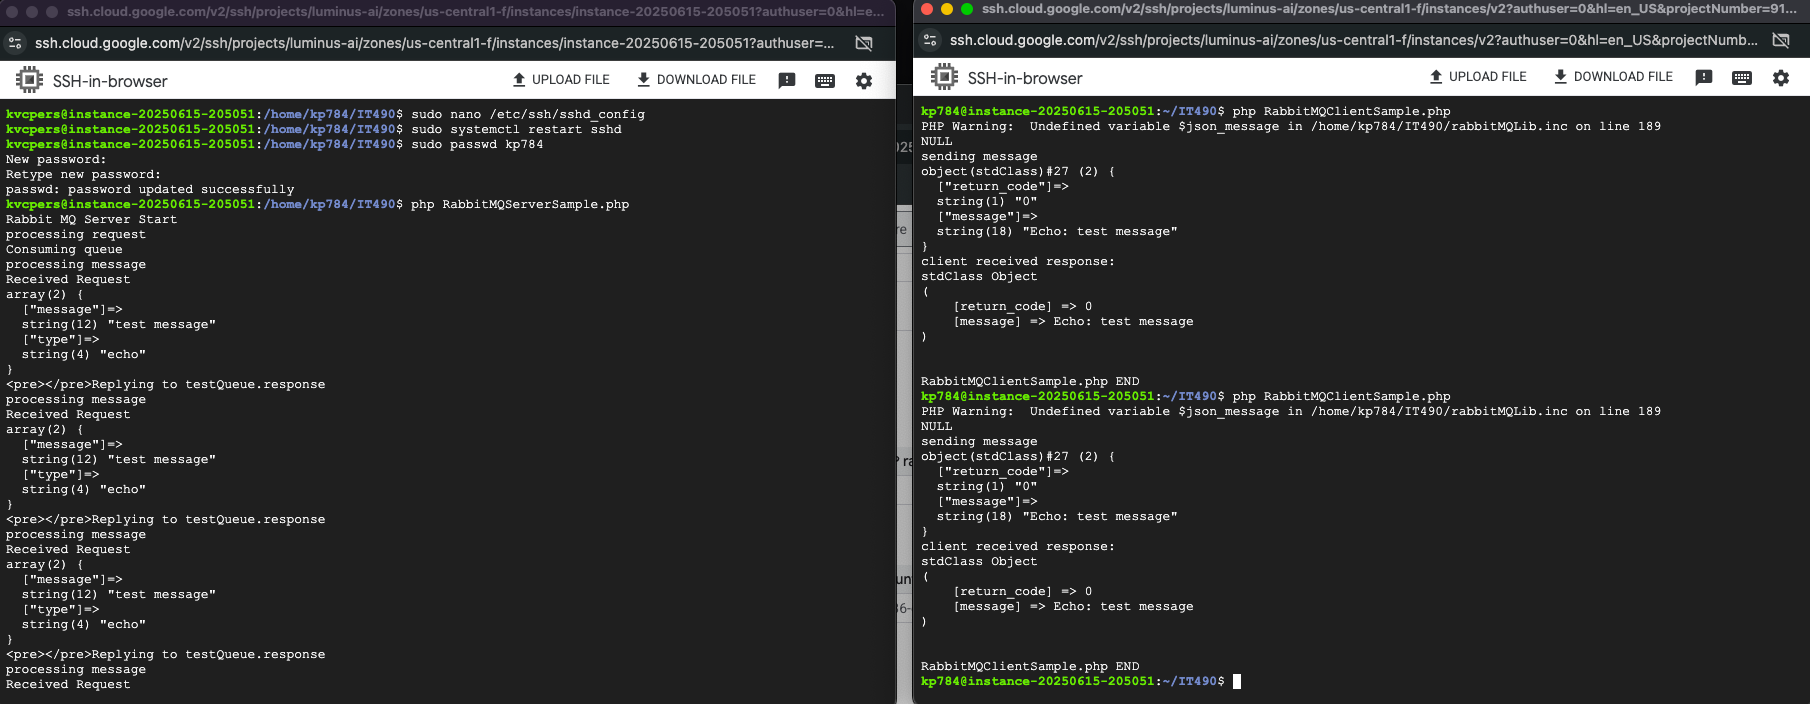 ssh.cloud.google.com/v2/ssh/projects/luminus-ai/zones/us-central1-f/instances/instance-20250615-205051?authuser=0&hl=e...
ssh.cloud.google.com/v2/ssh/projects/luminus-ai/zones/us-central1-f/instances/instance-20250615-205051?authuser=...
SSH-in-browser
UPLOAD FILE
DOWNLOAD FILE
kvcpers@instance-20250615-205051:/home/kp784/IT490$ sudo nano /etc/ssh/sshd_config
kvcpers@instance-20250615-205051:/home/kp784/IT490$ sudo systemctl restart sshd
kvcpers@instance-20250615-205051:/home/kp784/IT490$ sudo passwd kp784
New password:
Retype new password:
passwd: password updated successfully
kvcpers@instance-20250615-205051:/home/kp784/IT490$ php RabbitMQServerSample.php
Rabbit MQ Server Start
processing request
Consuming queue
processing message
Received Request
array(2) {
  ["message"]=>
  string(12) "test message"
  ["type"]=>
  string(4) "echo"
}
<pre></pre>Replying to testQueue.response
processing message
Received Request
array(2) {
  ["message"]=>
  string(12) "test message"
  ["type"]=>
  string(4) "echo"
}
<pre></pre>Replying to testQueue.response
processing message
Received Request
array(2) {
  ["message"]=>
  string(12) "test message"
  ["type"]=>
  string(4) "echo"
}
<pre></pre>Replying to testQueue.response
processing message
Received Request
ssh.cloud.google.com/v2/ssh/projects/luminus-ai/zones/us-central1-f/instances/v2?authuser=0&hl=en_US&projectNumber=91...
ssh.cloud.google.com/v2/ssh/projects/luminus-ai/zones/us-central1-f/instances/v2?authuser=0&hl=en_US&projectNumb...
SSH-in-browser
UPLOAD FILE
DOWNLOAD FILE
kp784@instance-20250615-205051:~/IT490$ php RabbitMQClientSample.php
PHP Warning:  Undefined variable $json_message in /home/kp784/IT490/rabbitMQLib.inc on line 189
NULL
sending message
object(stdClass)#27 (2) {
  ["return_code"]=>
  string(1) "0"
  ["message"]=>
  string(18) "Echo: test message"
}
client received response:
stdClass Object
(
    [return_code] => 0
    [message] => Echo: test message
)
RabbitMQClientSample.php END
kp784@instance-20250615-205051:~/IT490$ php RabbitMQClientSample.php
PHP Warning:  Undefined variable $json_message in /home/kp784/IT490/rabbitMQLib.inc on line 189
NULL
sending message
object(stdClass)#27 (2) {
  ["return_code"]=>
  string(1) "0"
  ["message"]=>
  string(18) "Echo: test message"
}
client received response:
stdClass Object
(
    [return_code] => 0
    [message] => Echo: test message
)
RabbitMQClientSample.php END
kp784@instance-20250615-205051:~/IT490$